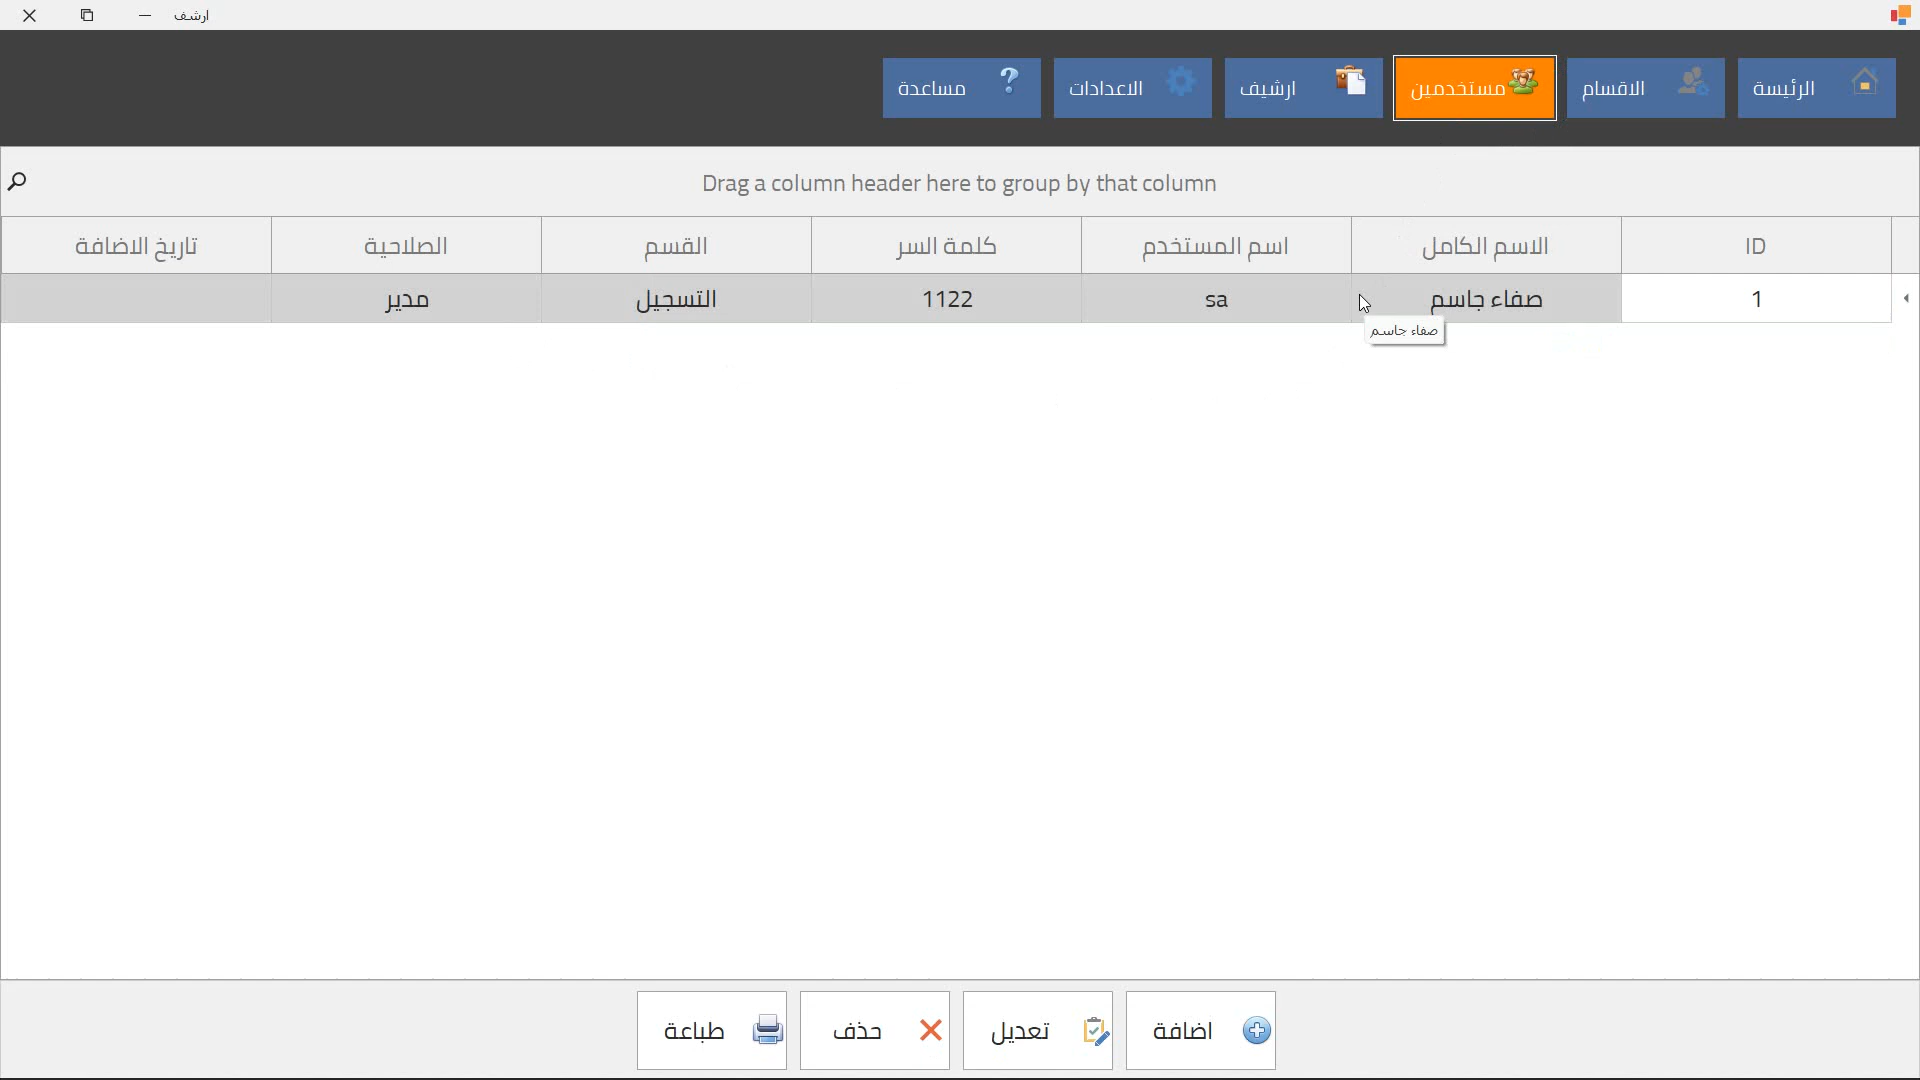 ارشف
الرئيسة الاقسام مستخدمين ارشيف الاعدادات مساعدة
Drag a column header here to group by that column
ID الاسم الكامل اسم المستخدم كلمة السر القسم الصلاحية تاريخ الاضافة
1 صفاء جاسم sa 1122 التسجيل مدير
صفاء جاسم
اضافة تعديل حذف طباعة